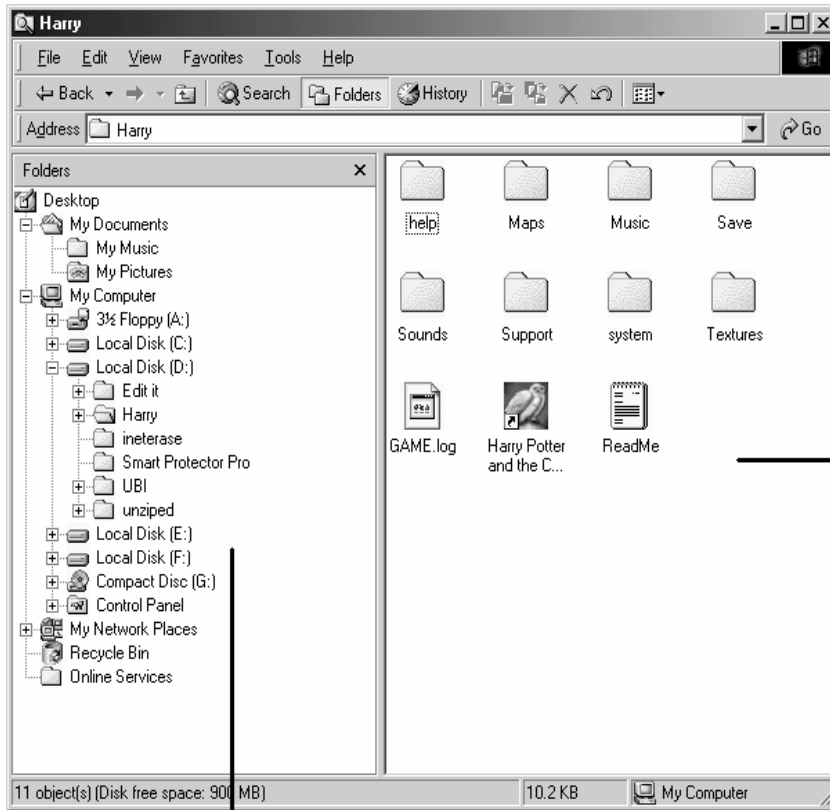 Harry
File Edit View Favorites Tools Help
Back Search Folders History
Address Harry Go
Folders
Desktop
My Documents
My Music
My Pictures
My Computer
3½ Floppy (A:)
Local Disk (C:)
Local Disk (D:)
Edit it
Harry
ineterase
Smart Protector Pro
UBI
unziped
Local Disk (E:)
Local Disk (F:)
Compact Disc (G:)
Control Panel
My Network Places
Recycle Bin
Online Services
help Maps Music Save
Sounds Support system Textures
GAME.log Harry Potter ReadMe
and the C...
11 object(s) (Disk free space: 900 MB) 10.2 KB My Computer